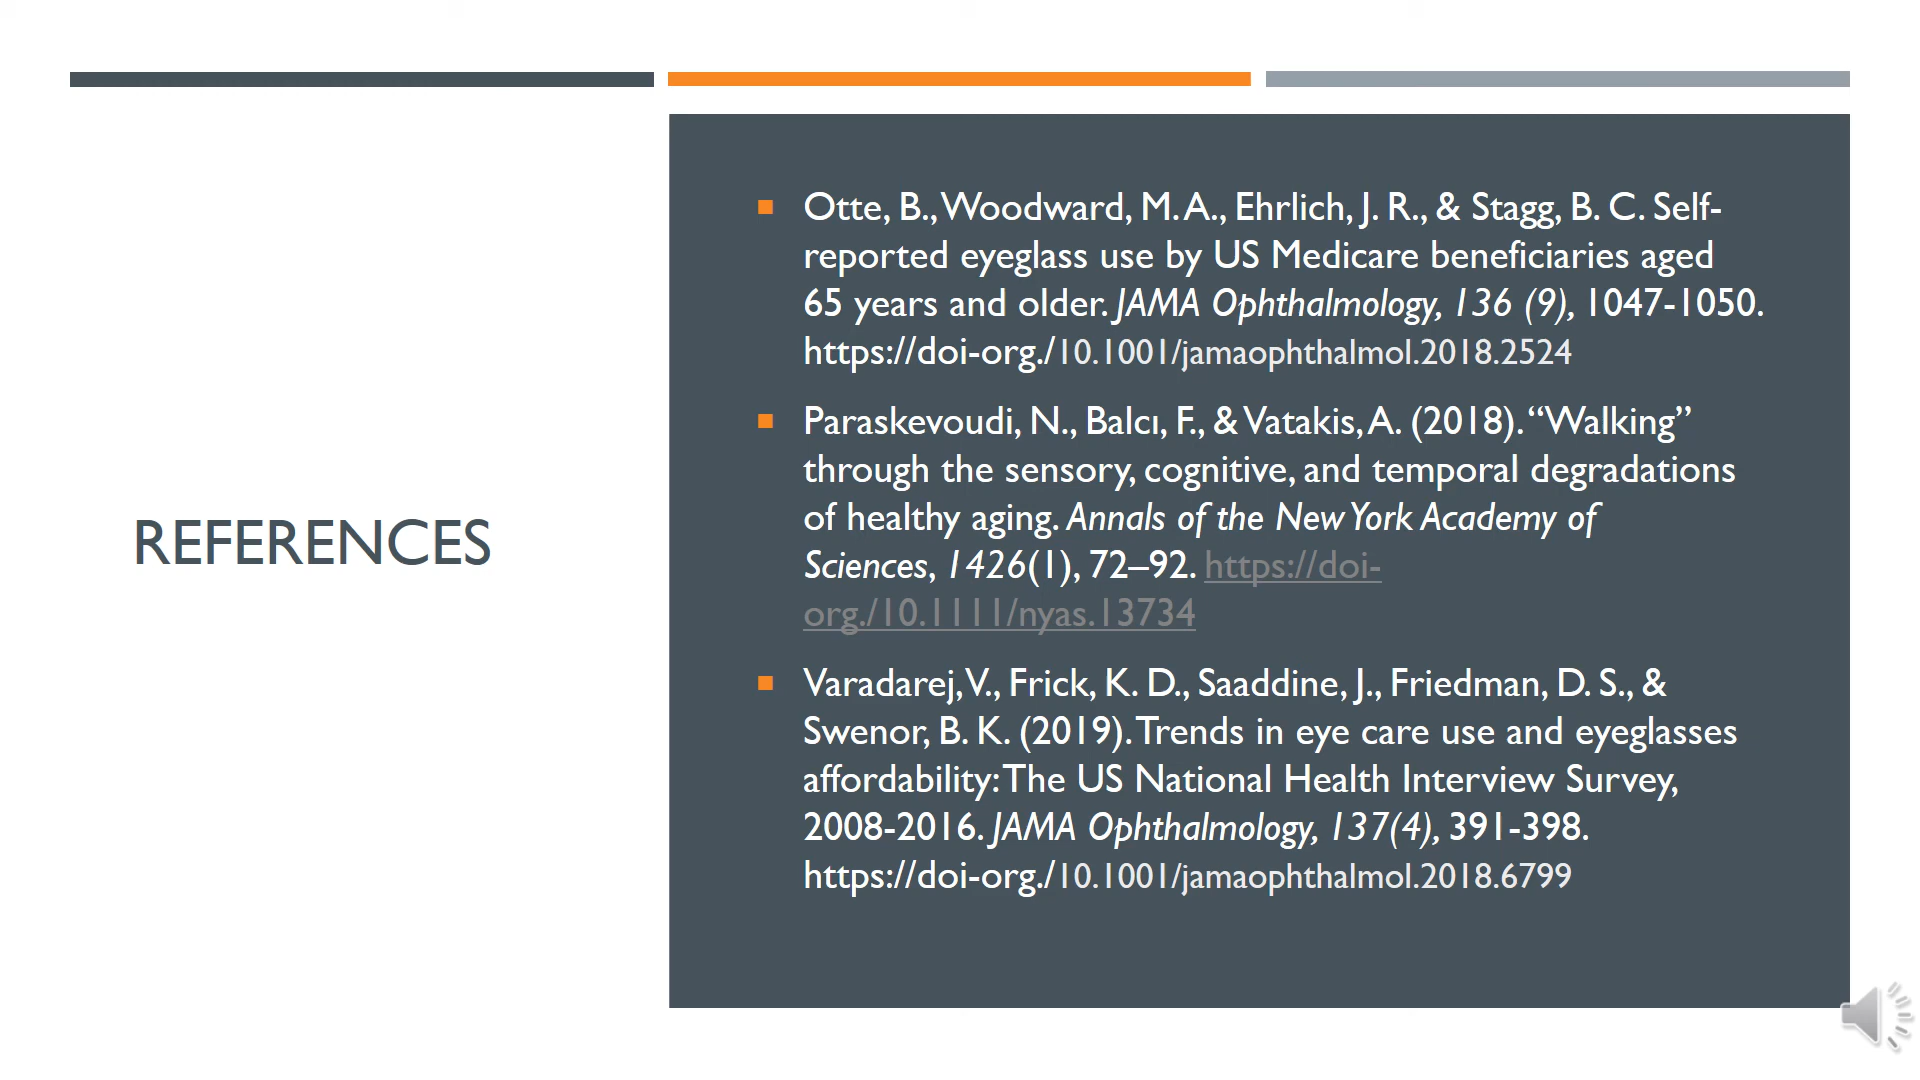 REFERENCES
Otte, B., Woodward, M. A., Ehrlich, J. R., & Stagg, B. C. Self-
reported eyeglass use by US Medicare beneficiaries aged
65 years and older. JAMA Ophthalmology, 136 (9), 1047-1050.
https://doi-org./10.1001/jamaophthalmol.2018.2524
Paraskevoudi, N., Balcı, F., & Vatakis, A. (2018). “Walking”
through the sensory, cognitive, and temporal degradations
of healthy aging. Annals of the New York Academy of
Sciences, 1426(1), 72–92. https://doi-
org./10.1111/nyas.13734
Varadarej, V., Frick, K. D., Saaddine, J., Friedman, D. S., &
Swenor, B. K. (2019). Trends in eye care use and eyeglasses
affordability: The US National Health Interview Survey,
2008-2016. JAMA Ophthalmology, 137(4), 391-398.
https://doi-org./10.1001/jamaophthalmol.2018.6799